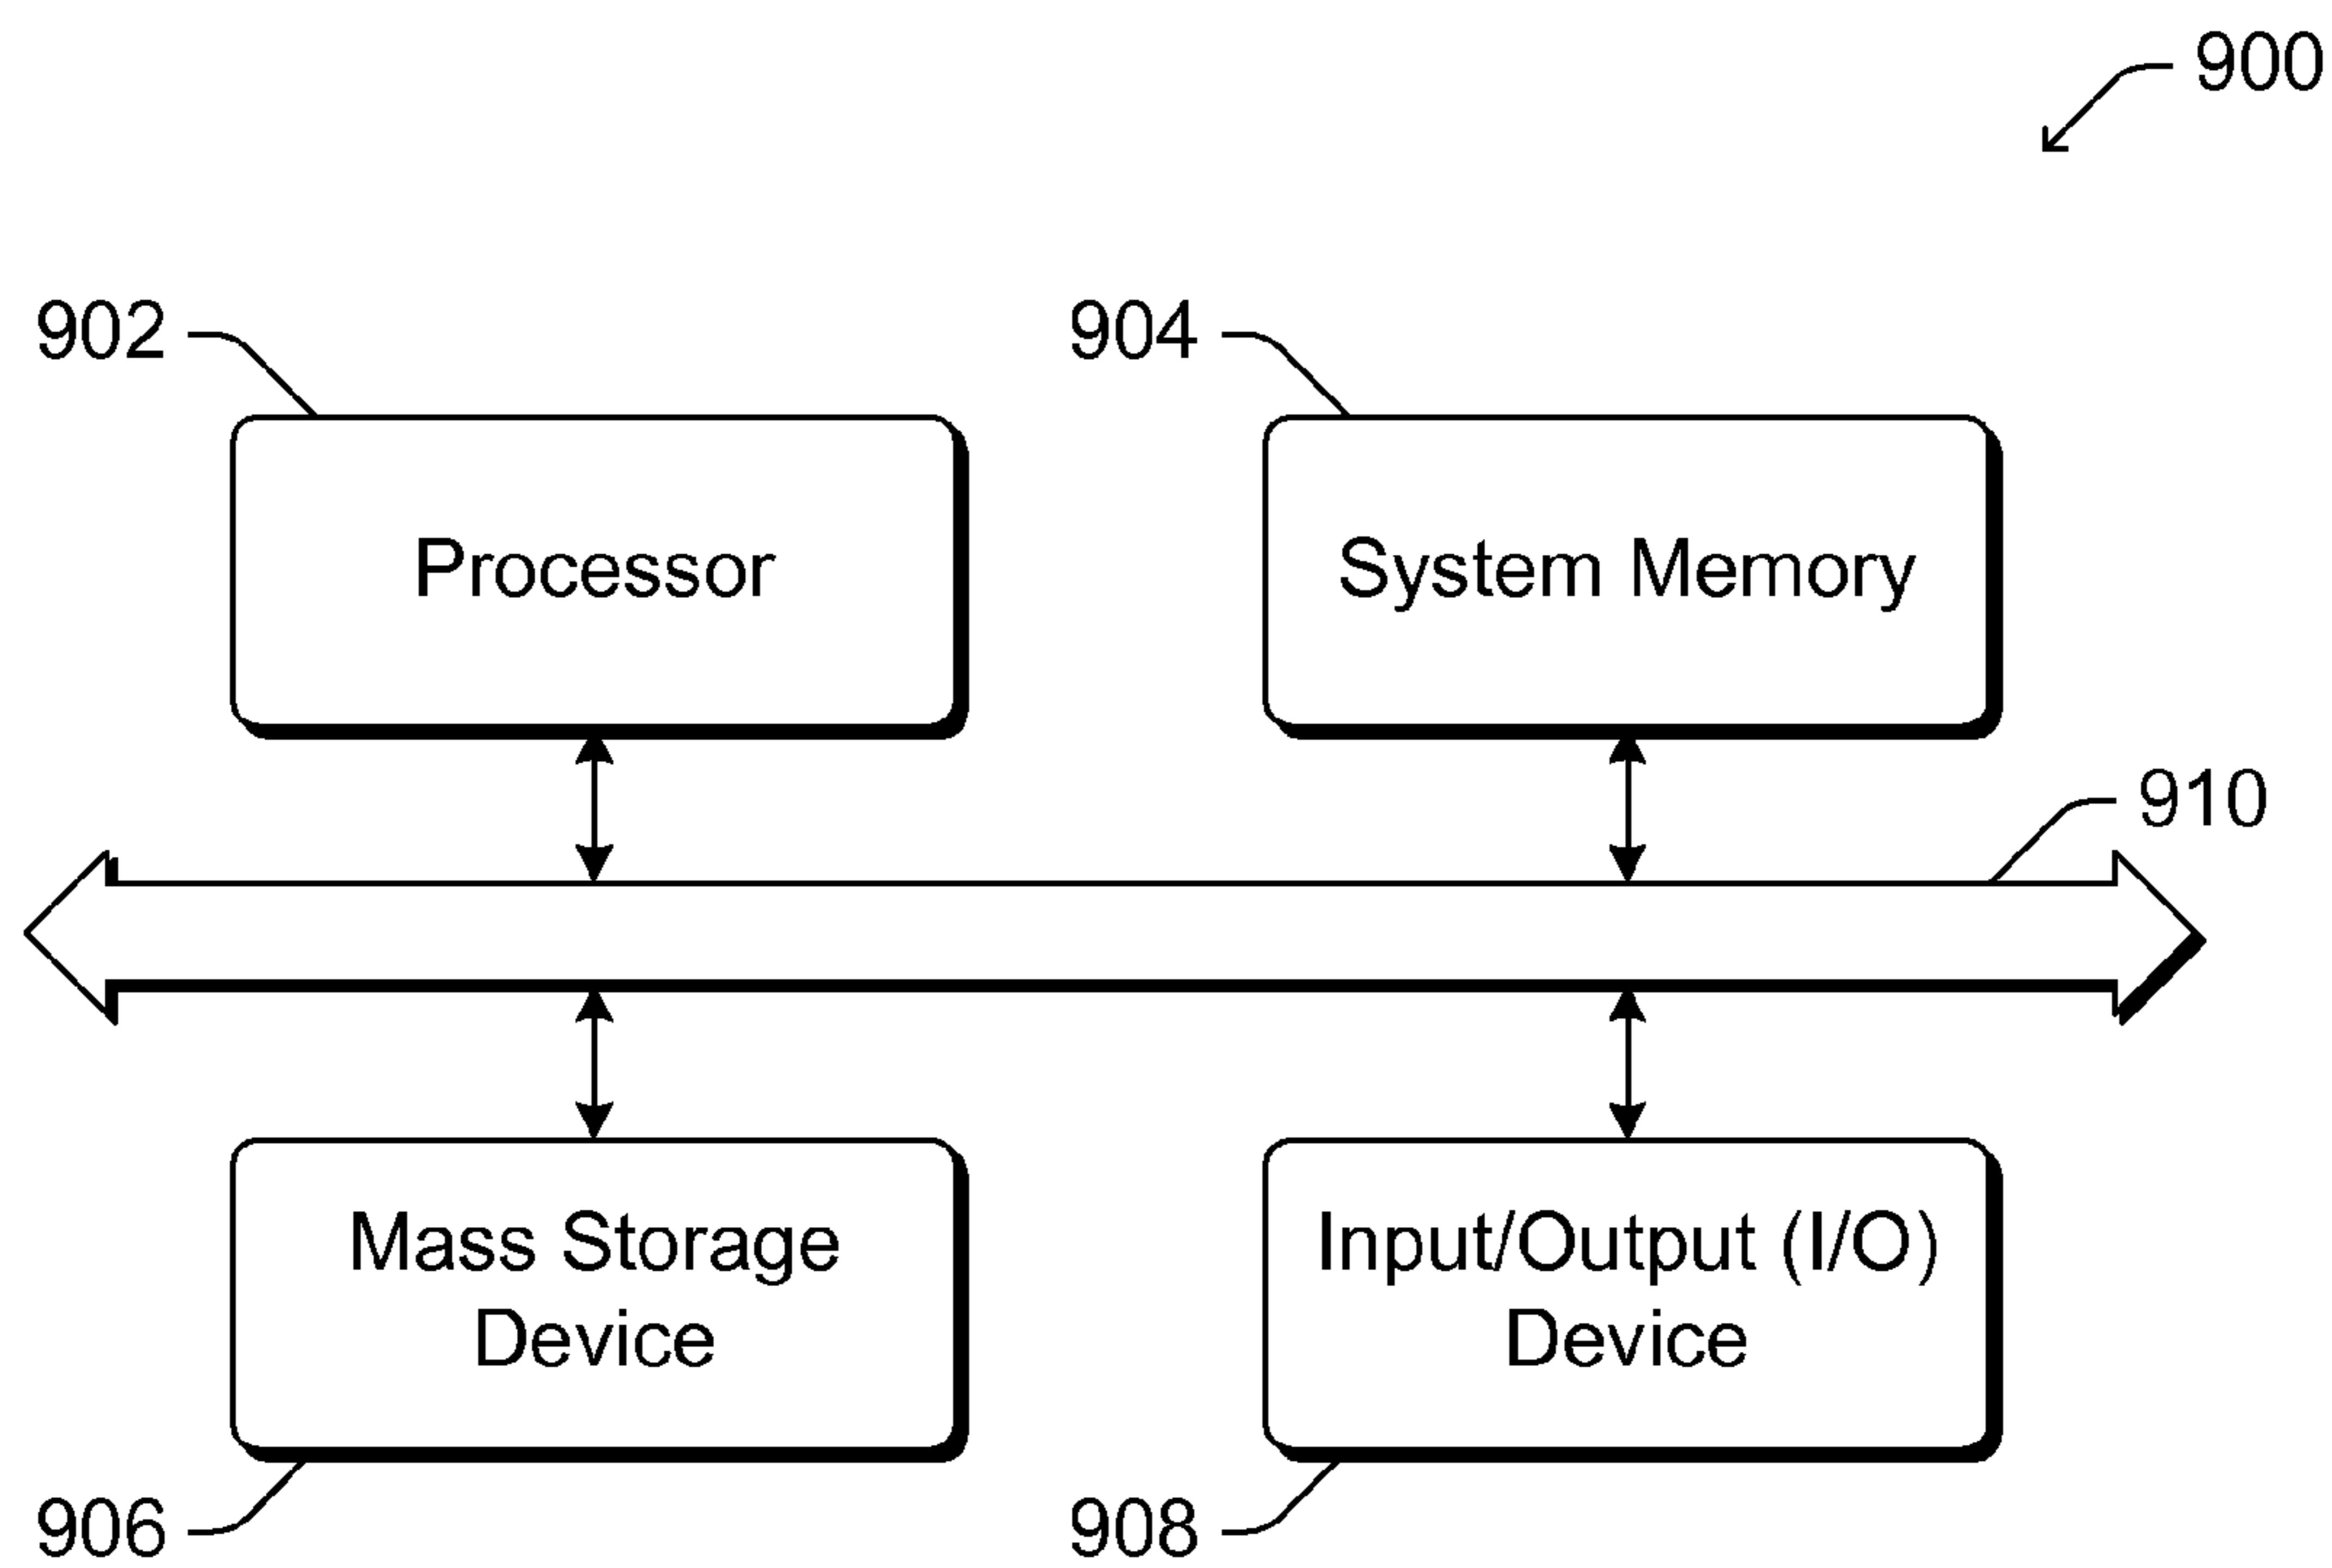 900
902
904
Processor
System Memory
910
Mass Storage
Device
Input/Output (I/O)
Device
906
908